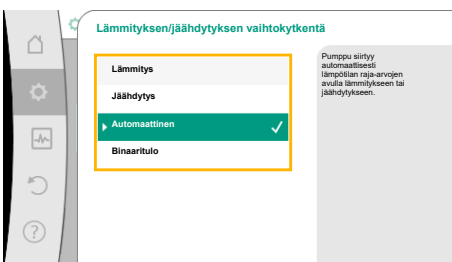 Lämmityksen/jäähdytyksen vaihtokytkentä
Lämmitys
Jäähdytys
Automaattinen
Binaaritulo
Pumppu siirtyy
automaattisesti
lämpötilan raja-arvojen
avulla lämmitykseen tai
jäähdytykseen.
?